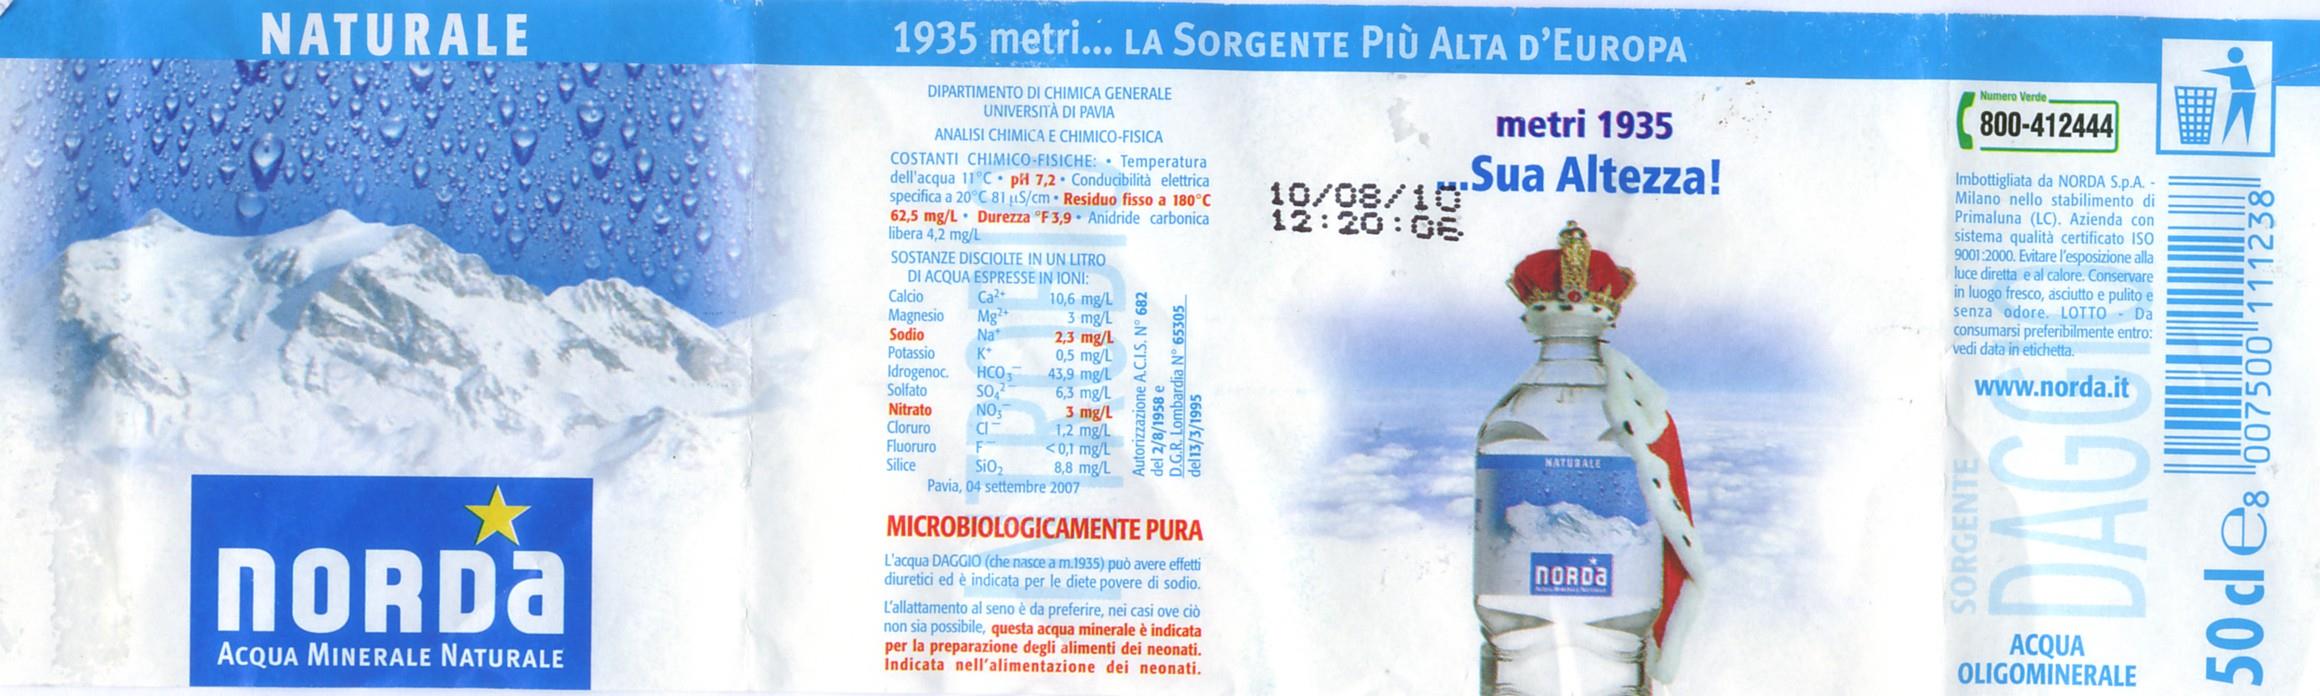 NATURALE
norda
Acqua Minerale Naturale
1935 metri... la Sorgente Più Alta d'Europa
DIPARTIMENTO DI CHIMICA GENERALE
UNIVERSITÀ DI PAVIA
ANALISI CHIMICA E CHIMICO-FISICA
COSTANTI CHIMICO-FISICHE: • Temperatura
dell'acqua 11°C • pH 7,2 • Conducibilità elettrica
specifica a 20°C 81 µS/cm • Residuo fisso a 180°C
62,5 mg/L • Durezza °F 3,9 • Anidride carbonica
libera 4,2 mg/L
SOSTANZE DISCIOLTE IN UN LITRO
DI ACQUA ESPRESSE IN IONI:
Calcio Ca²⁺ 10,6 mg/L
Magnesio Mg²⁺ 3 mg/L
Sodio Na⁺ 2,3 mg/L
Potassio K⁺ 0,5 mg/L
Idrogenoc. HCO₃⁻ 43,9 mg/L
Solfato SO₄²⁻ 6,3 mg/L
Nitrato NO₃⁻ 3 mg/L
Cloruro Cl⁻ 1,2 mg/L
Fluoruro F⁻ <0,1 mg/L
Silice SiO₂ 8,8 mg/L
Pavia, 04 settembre 2007
Autorizzazione A.C.I.S. N° 682
del 2/8/1958 e
D.G.R. Lombardia N° 65305
del 13/3/1995
MICROBIOLOGICAMENTE PURA
L'acqua DAGGIO (che nasce a m.1935) può avere effetti
diuretici ed è indicata per le diete povere di sodio.
L'allattamento al seno è da preferire, nei casi ove ciò
non sia possibile, questa acqua minerale è indicata
per la preparazione degli alimenti dei neonati.
Indicata nell'alimentazione dei neonati.
metri 1935
...Sua Altezza!
10/08/10
12:20:06
NATURALE
norda
Numero Verde
800-412444
Imbottigliata da NORDA S.p.A. -
Milano nello stabilimento di
Primaluna (LC). Azienda con
sistema qualità certificato ISO
9001:2000. Evitare l'esposizione alla
luce diretta e al calore. Conservare
in luogo fresco, asciutto e pulito e
senza odore. LOTTO - Da
consumarsi preferibilmente entro:
vedi data in etichetta.
www.norda.it
SORGENTE
DAGGIO
ACQUA
OLIGOMINERALE
8 007500 111238
50 cl e